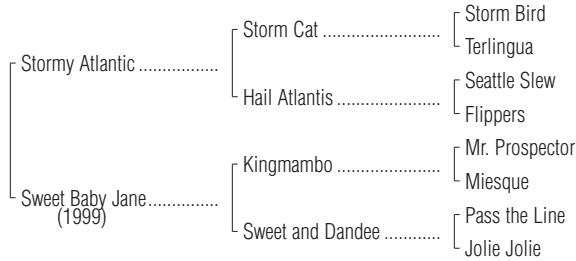 Storm Bird
Storm Cat ........................
Terlingua
Stormy Atlantic ................
Seattle Slew
Hail Atlantis .....................
Flippers
Mr. Prospector
Kingmambo .....................
Miesque
Sweet Baby Jane..............
(1999)
Pass the Line
Sweet and Dandee ...........
Jolie Jolie